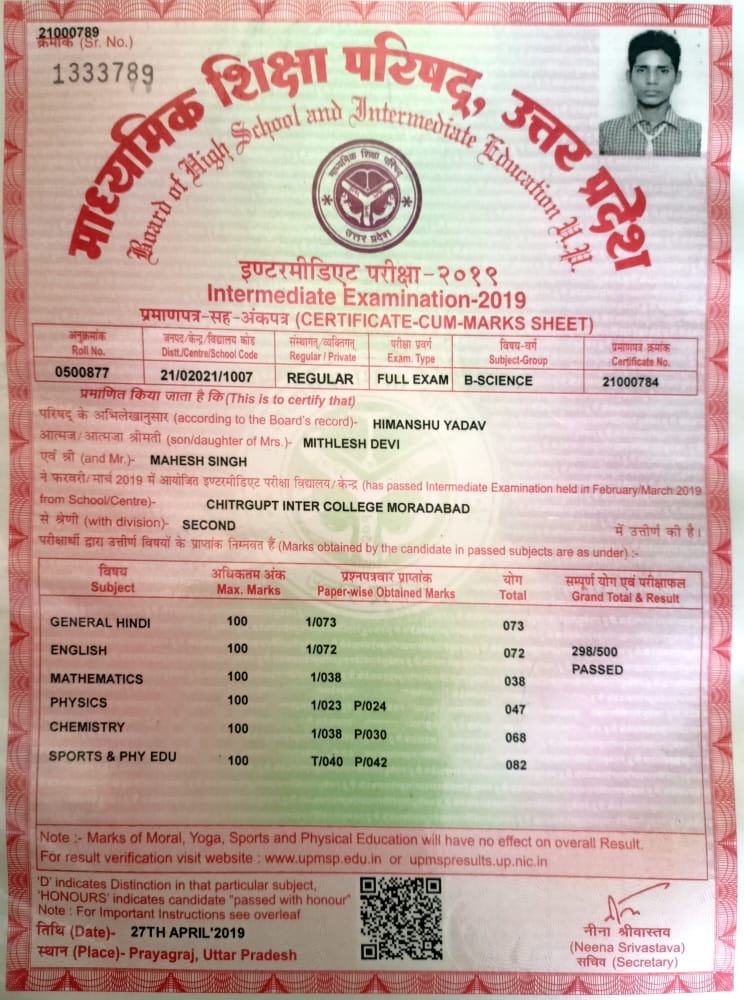 21000789
क्रमांक (Sr. No.)
1333789
माध्यमिक शिक्षा परिषद्, उत्तर प्रदेश
Board of High School and Intermediate Education U.P.
माध्यमिक शिक्षा परिषद्
उत्तर प्रदेश
इण्टरमीडिएट परीक्षा-२०१९
Intermediate Examination-2019
प्रमाणपत्र-सह-अंकपत्र (CERTIFICATE-CUM-MARKS SHEET)
अनुक्रमांक जनपद/केन्द्र/विद्यालय कोड संस्थागत/व्यक्तिगत परीक्षा प्रवर्ग विषय-वर्ग प्रमाणपत्र क्रमांक
Roll No. Distt./Centre/School Code Regular / Private Exam. Type Subject-Group Certificate No.
0500877 21/02021/1007 REGULAR FULL EXAM B-SCIENCE 21000784
प्रमाणित किया जाता है कि (This is to certify that)
परिषद् के अभिलेखानुसार (according to the Board's record)- HIMANSHU YADAV
आत्मज/आत्मजा श्रीमती (son/daughter of Mrs.)- MITHLESH DEVI
एवं श्री (and Mr.)- MAHESH SINGH
ने फरवरी/मार्च 2019 में आयोजित इण्टरमीडिएट परीक्षा विद्यालय/केन्द्र (has passed Intermediate Examination held in February/March 2019
from School/Centre)- CHITRGUPT INTER COLLEGE MORADABAD
से श्रेणी (with division)- SECOND में उत्तीर्ण की है।
परीक्षार्थी द्वारा उत्तीर्ण विषयों के प्राप्तांक निम्नवत हैं (Marks obtained by the candidate in passed subjects are as under) :-
विषय अधिकतम अंक प्रश्नपत्रवार प्राप्तांक योग सम्पूर्ण योग एवं परीक्षाफल
Subject Max. Marks Paper-wise Obtained Marks Total Grand Total & Result
GENERAL HINDI 100 1/073 073
ENGLISH 100 1/072 072 298/500
PASSED
MATHEMATICS 100 1/038 038
PHYSICS 100 1/023 P/024 047
CHEMISTRY 100 1/038 P/030 068
SPORTS & PHY EDU 100 T/040 P/042 082
Note :- Marks of Moral, Yoga, Sports and Physical Education will have no effect on overall Result.
For result verification visit website : www.upmsp.edu.in or upmspresults.up.nic.in
'D' indicates Distinction in that particular subject,
'HONOURS' indicates candidate "passed with honour"
Note : For Important Instructions see overleaf
तिथि (Date)- 27TH APRIL'2019
स्थान (Place)- Prayagraj, Uttar Pradesh
नीना श्रीवास्तव
(Neena Srivastava)
सचिव (Secretary)